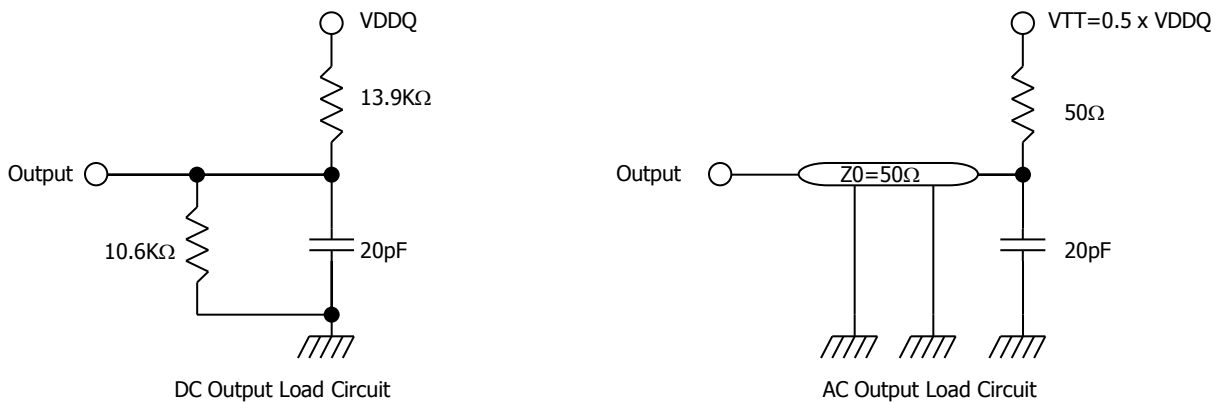 VDDQ
13.9KΩ
Output
10.6KΩ
20pF
DC Output Load Circuit
VTT=0.5 x VDDQ
50Ω
Output
Z0=50Ω
20pF
AC Output Load Circuit